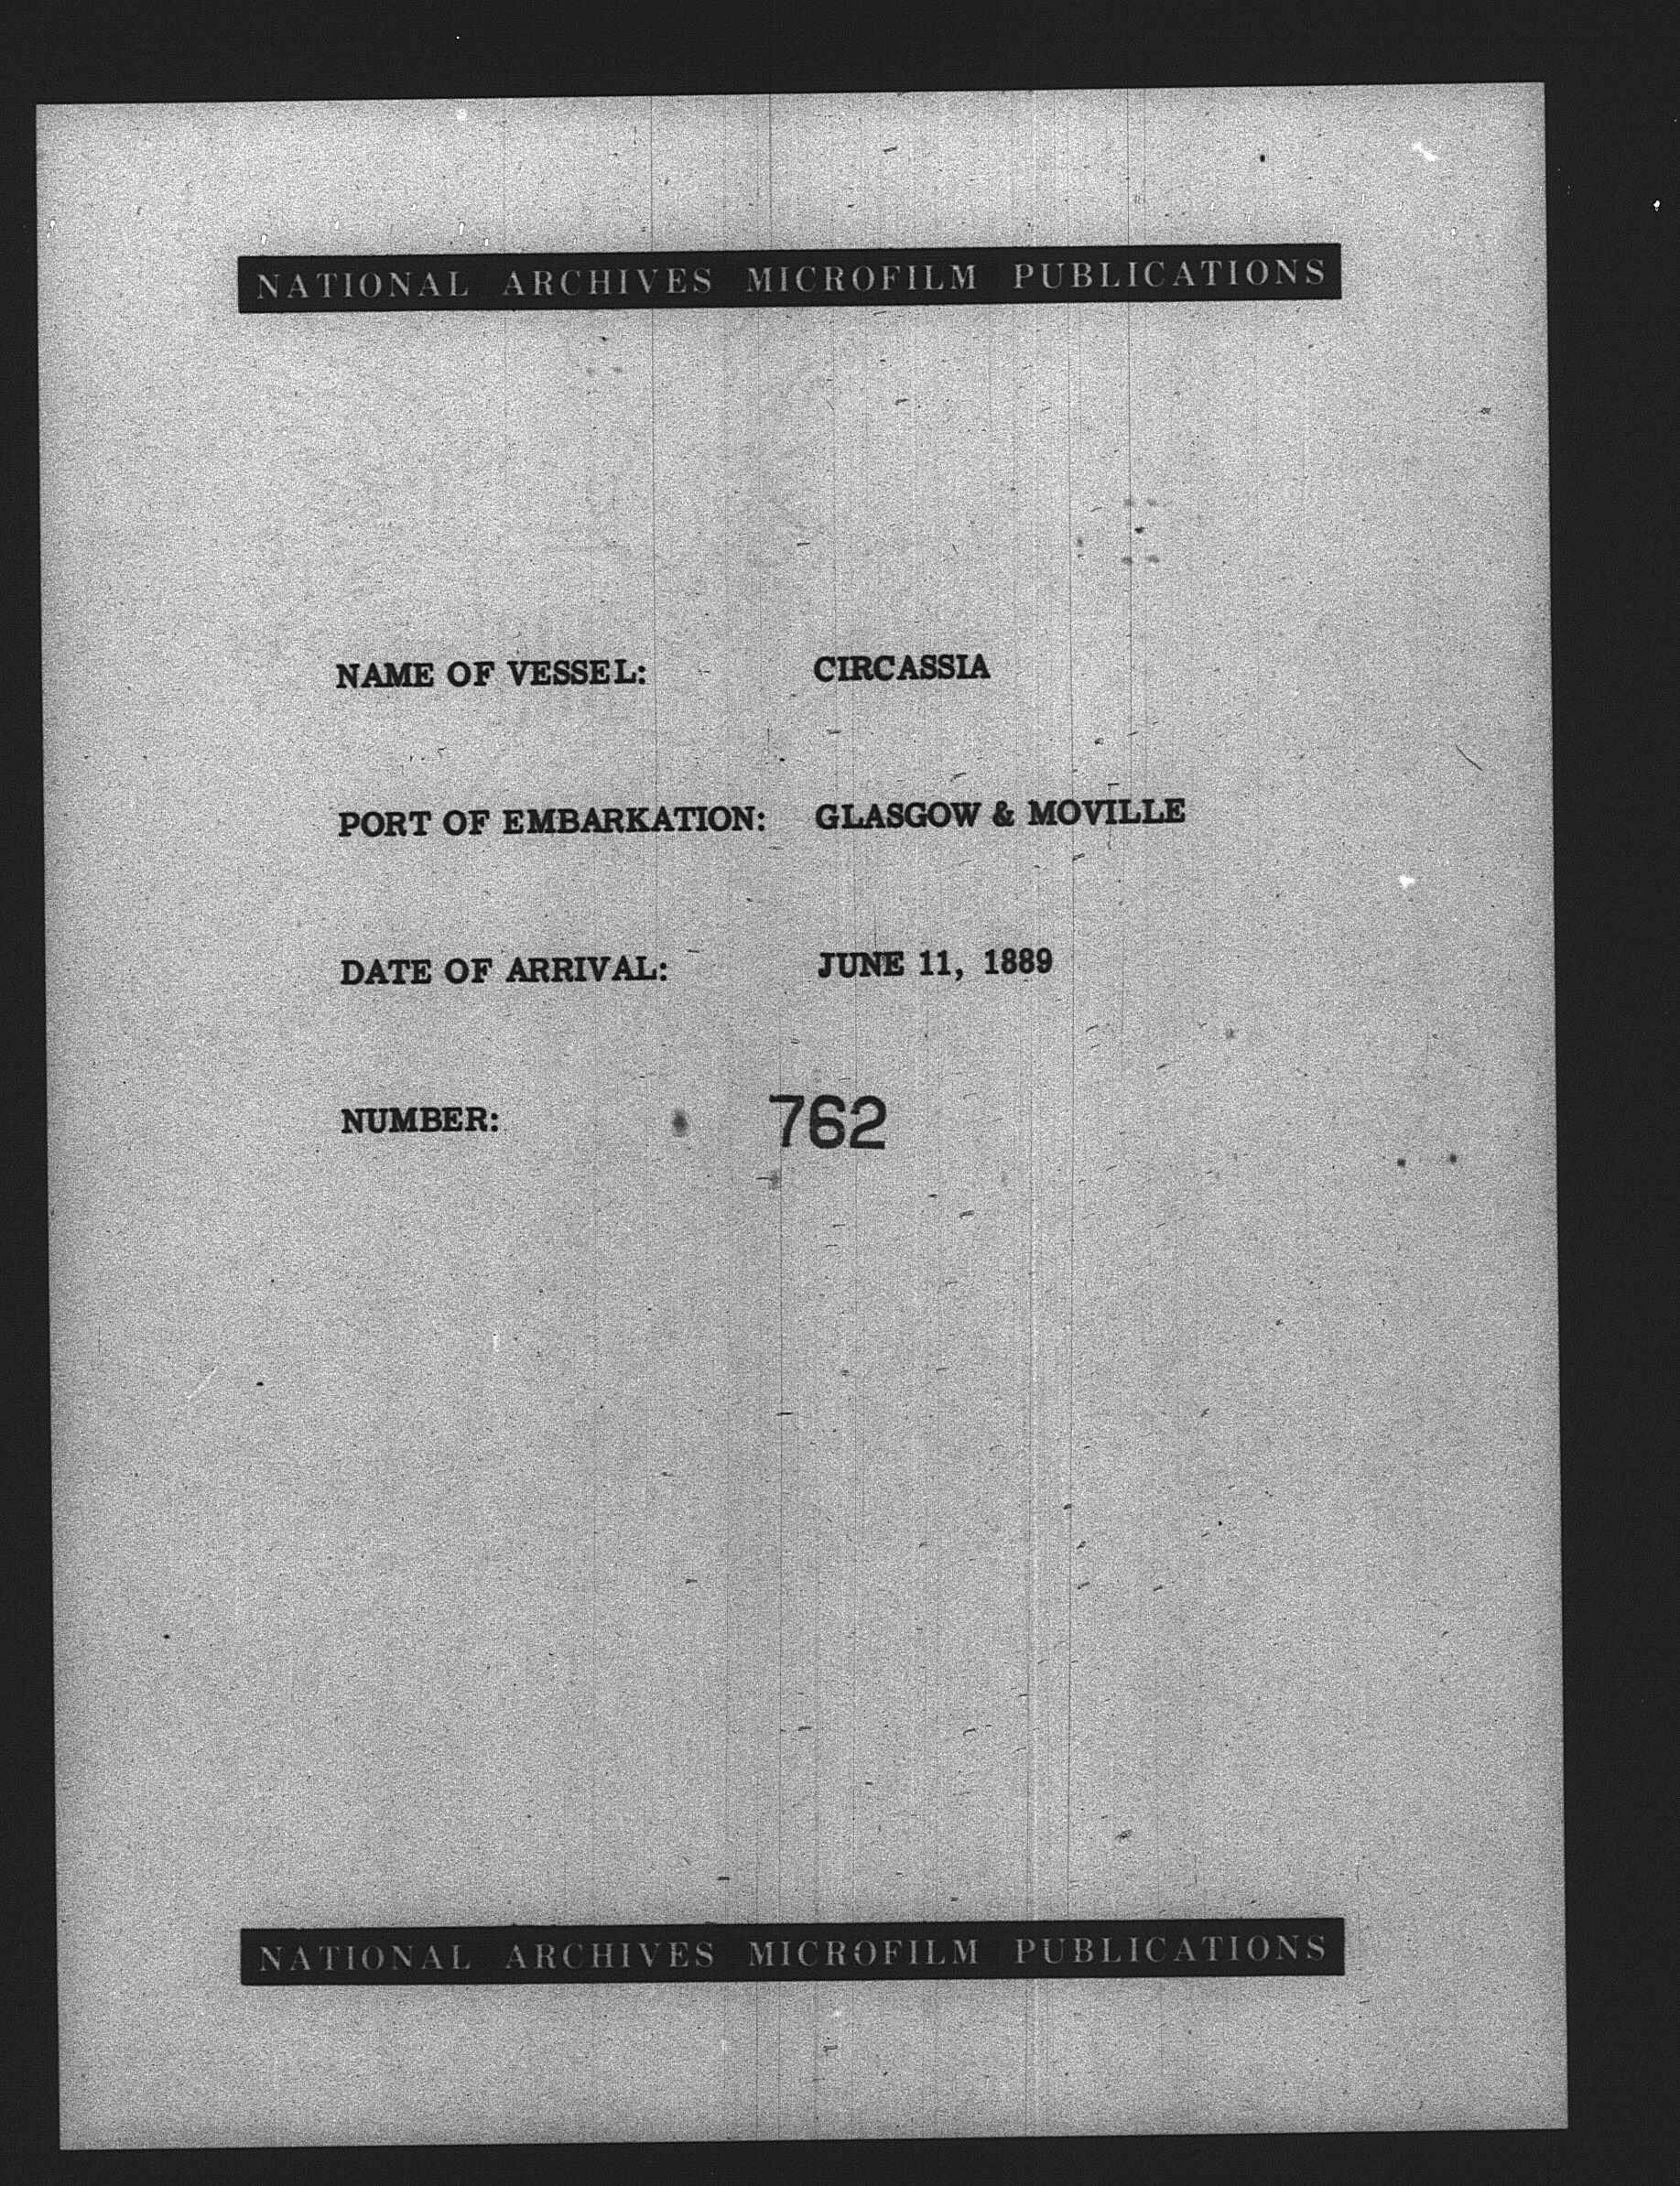 NATIONAL ARCHIVES MICROFILM PUBLICATIONS
NAME OF VESSEL: CIRCASSIA
PORT OF EMBARKATION: GLASGOW & MOVILLE
DATE OF ARRIVAL: JUNE 11, 1889
NUMBER: 762
NATIONAL ARCHIVES MICROFILM PUBLICATIONS